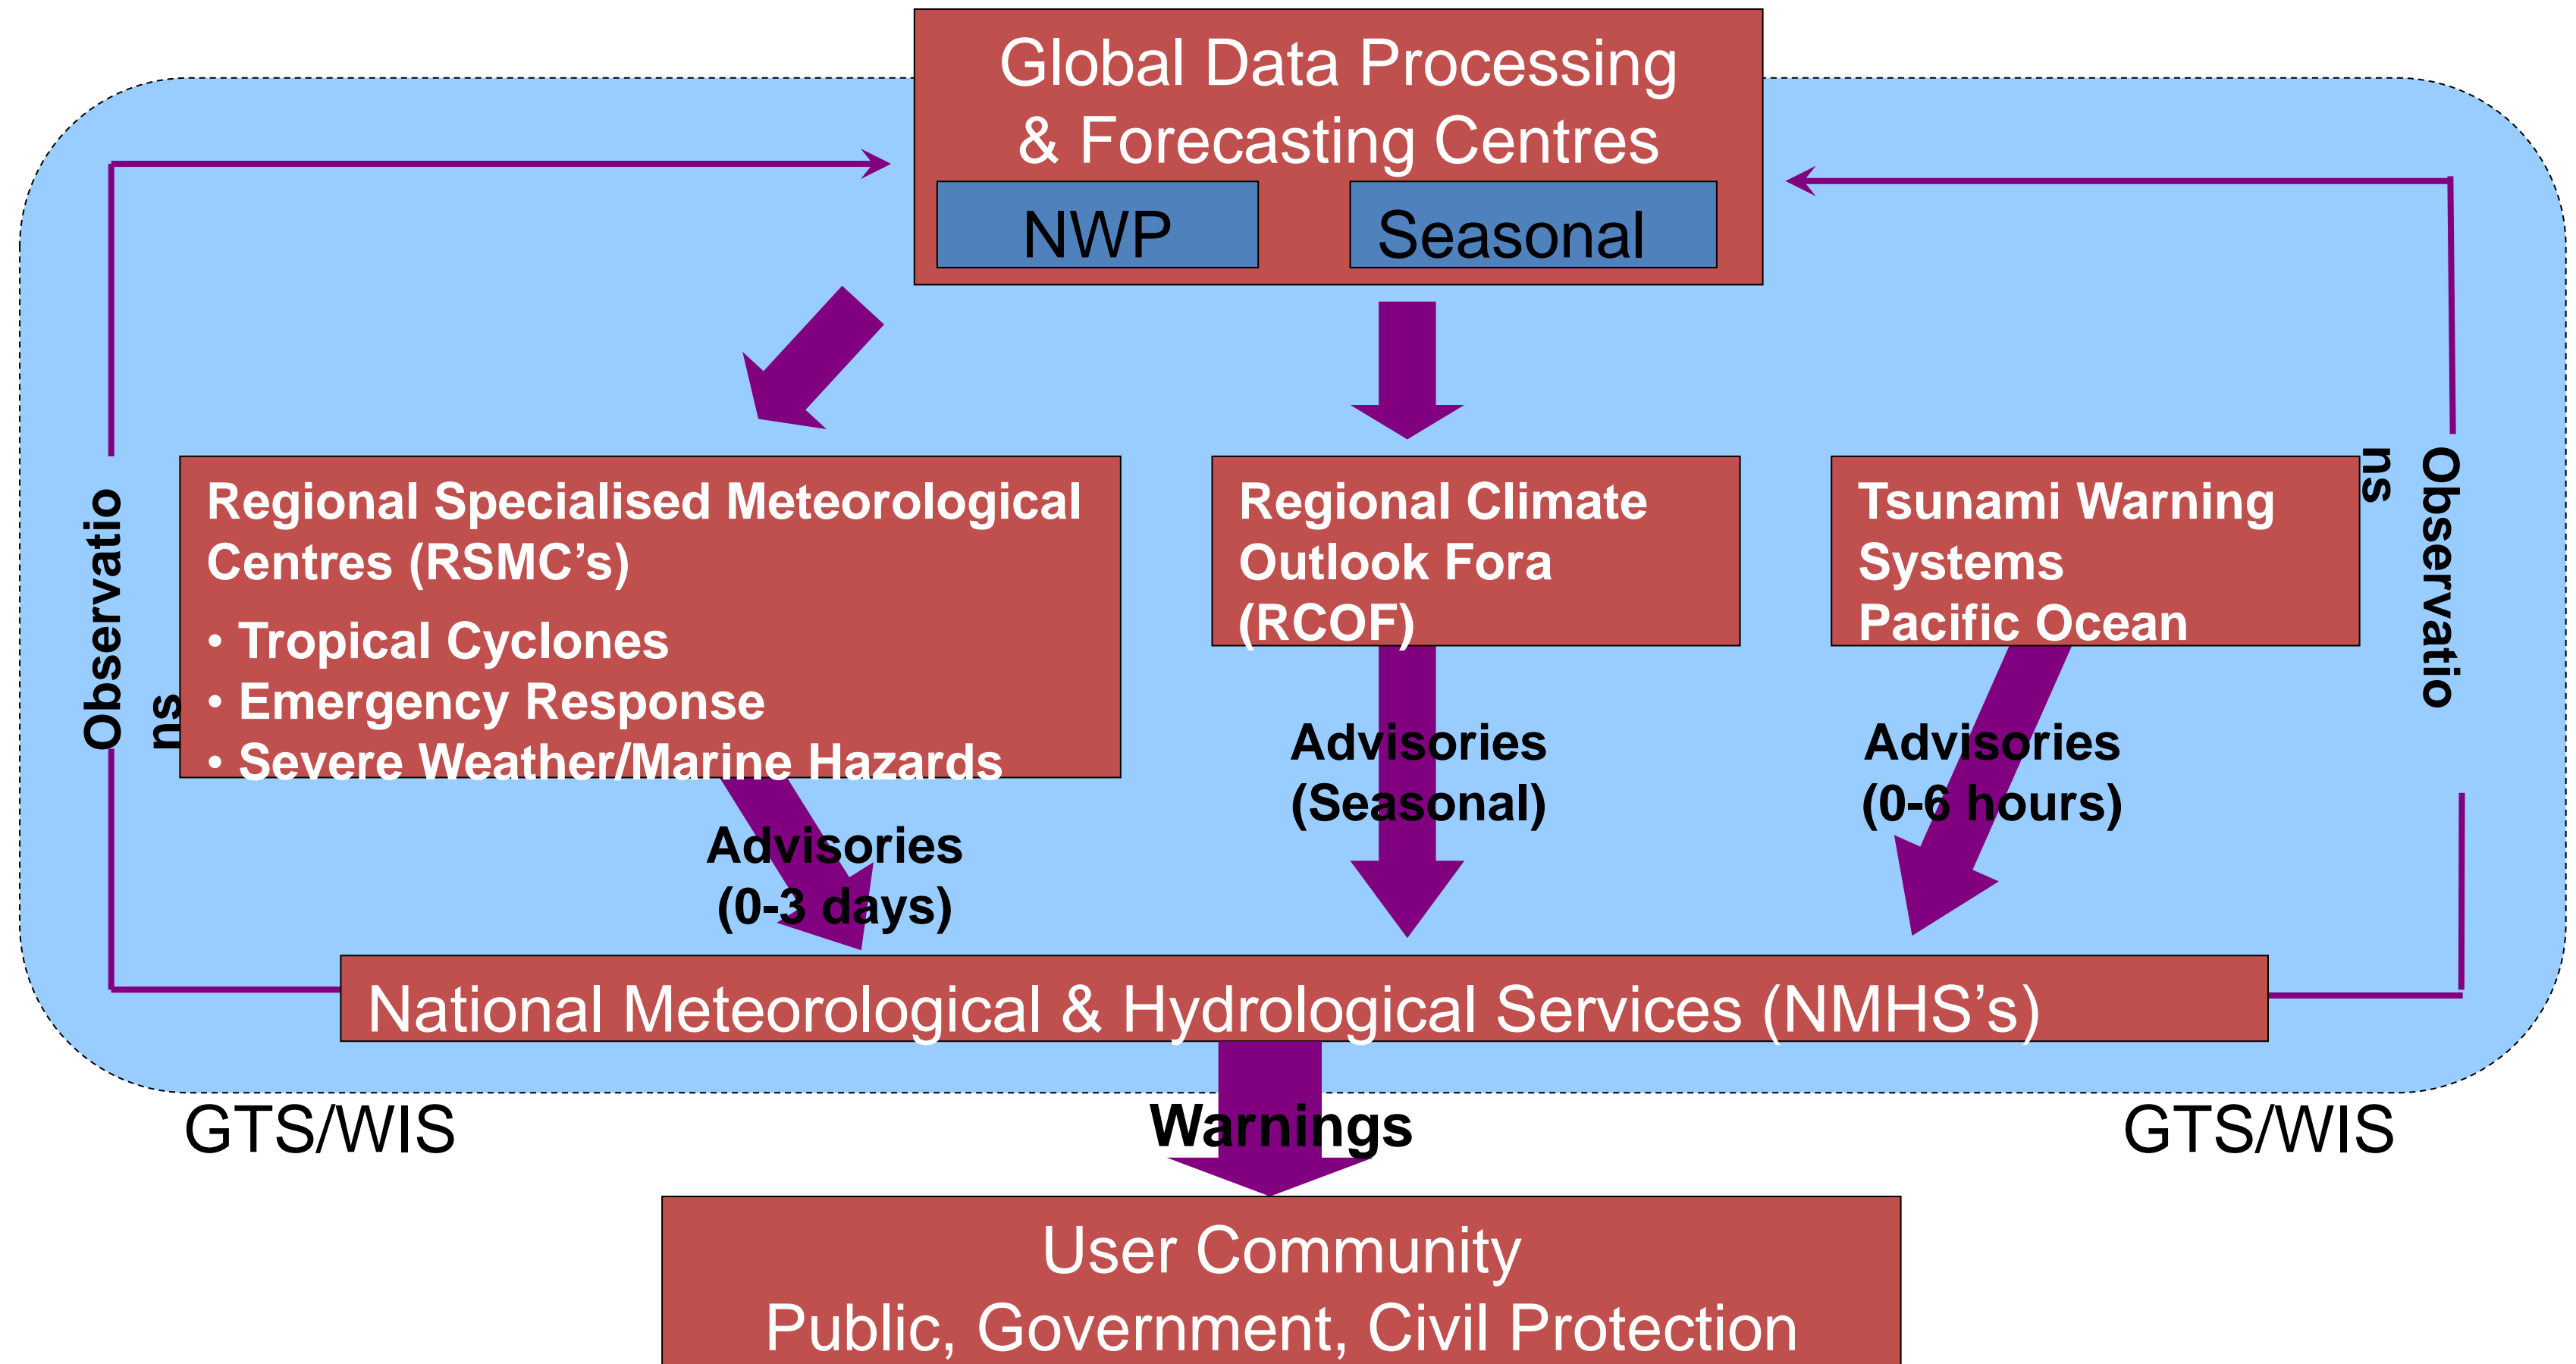 Global Data Processing
& Forecasting Centres
NWP
Seasonal
Observatio
ns
Regional Specialised Meteorological
Centres (RSMC’s)
• Tropical Cyclones
• Emergency Response
• Severe Weather/Marine Hazards
Regional Climate
Outlook Fora
(RCOF)
Tsunami Warning
Systems
Pacific Ocean
Observatio
ns
Advisories
(0-3 days)
Advisories
(Seasonal)
Advisories
(0-6 hours)
National Meteorological & Hydrological Services (NMHS’s)
GTS/WIS
Warnings
GTS/WIS
User Community
Public, Government, Civil Protection